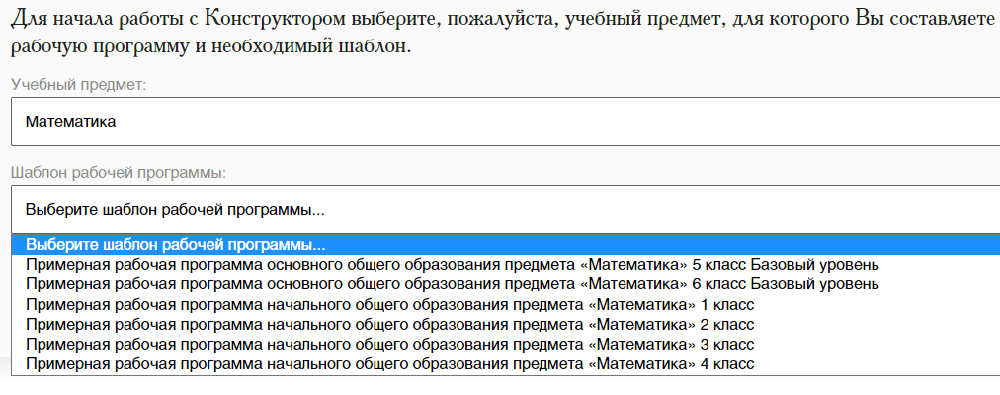 Для начала работы с Конструктором выберите, пожалуйста, учебный предмет, для которого Вы составляете
рабочую программу и необходимый шаблон.
Учебный предмет:
Математика
Шаблон рабочей программы:
Выберите шаблон рабочей программы...
Выберите шаблон рабочей программы...
Примерная рабочая программа основного общего образования предмета «Математика» 5 класс Базовый уровень
Примерная рабочая программа основного общего образования предмета «Математика» 6 класс Базовый уровень
Примерная рабочая программа начального общего образования предмета «Математика» 1 класс
Примерная рабочая программа начального общего образования предмета «Математика» 2 класс
Примерная рабочая программа начального общего образования предмета «Математика» 3 класс
Примерная рабочая программа начального общего образования предмета «Математика» 4 класс